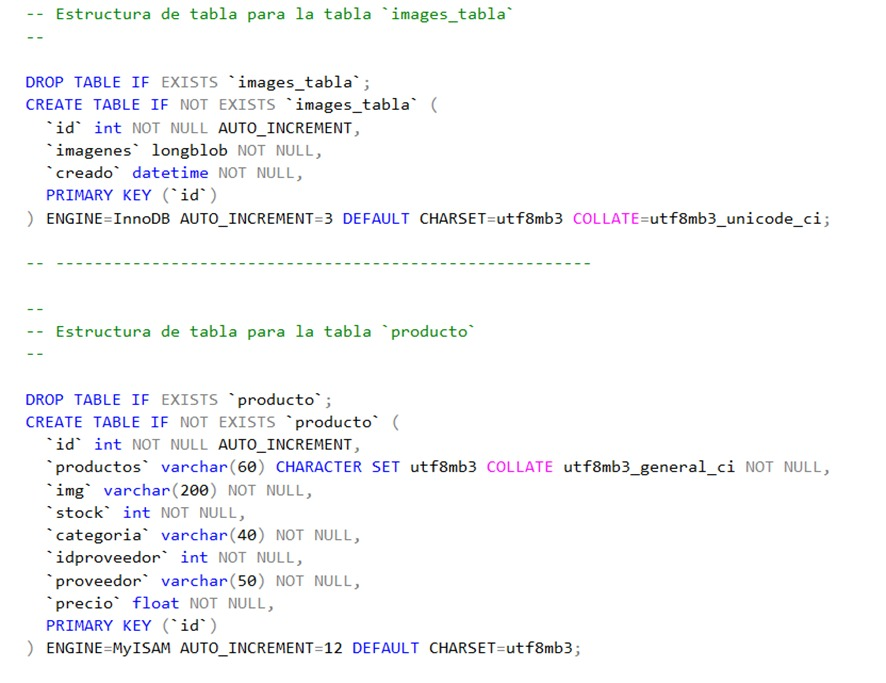 -- Estructura de tabla para la tabla `images_tabla`
--
DROP TABLE IF EXISTS `images_tabla`;
CREATE TABLE IF NOT EXISTS `images_tabla` (
  `id` int NOT NULL AUTO_INCREMENT,
  `imagenes` longblob NOT NULL,
  `creado` datetime NOT NULL,
  PRIMARY KEY (`id`)
) ENGINE=InnoDB AUTO_INCREMENT=3 DEFAULT CHARSET=utf8mb3 COLLATE=utf8mb3_unicode_ci;
-- --------------------------------------------------------
--
-- Estructura de tabla para la tabla `producto`
--
DROP TABLE IF EXISTS `producto`;
CREATE TABLE IF NOT EXISTS `producto` (
  `id` int NOT NULL AUTO_INCREMENT,
  `productos` varchar(60) CHARACTER SET utf8mb3 COLLATE utf8mb3_general_ci NOT NULL,
  `img` varchar(200) NOT NULL,
  `stock` int NOT NULL,
  `categoria` varchar(40) NOT NULL,
  `idproveedor` int NOT NULL,
  `proveedor` varchar(50) NOT NULL,
  `precio` float NOT NULL,
  PRIMARY KEY (`id`)
) ENGINE=MyISAM AUTO_INCREMENT=12 DEFAULT CHARSET=utf8mb3;